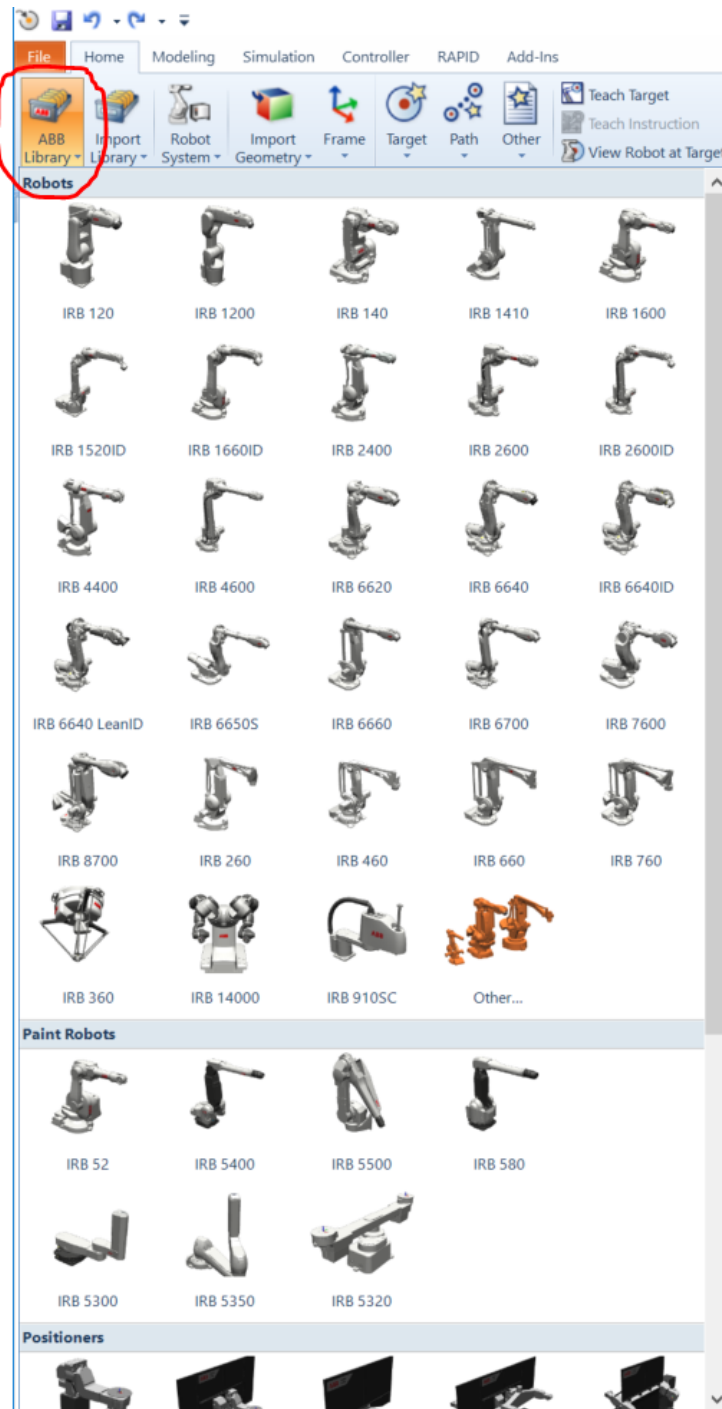 File Home Modeling Simulation Controller RAPID Add-Ins
ABB Library Import Library Robot System Import Geometry Frame Target Path Other
Teach Target
Teach Instruction
View Robot at Target
Robots
IRB 120 IRB 1200 IRB 140 IRB 1410 IRB 1600
IRB 1520ID IRB 1660ID IRB 2400 IRB 2600 IRB 2600ID
IRB 4400 IRB 4600 IRB 6620 IRB 6640 IRB 6640ID
IRB 6640 LeanID IRB 6650S IRB 6660 IRB 6700 IRB 7600
IRB 8700 IRB 260 IRB 460 IRB 660 IRB 760
IRB 360 IRB 14000 IRB 910SC Other...
Paint Robots
IRB 52 IRB 5400 IRB 5500 IRB 580
IRB 5300 IRB 5350 IRB 5320
Positioners